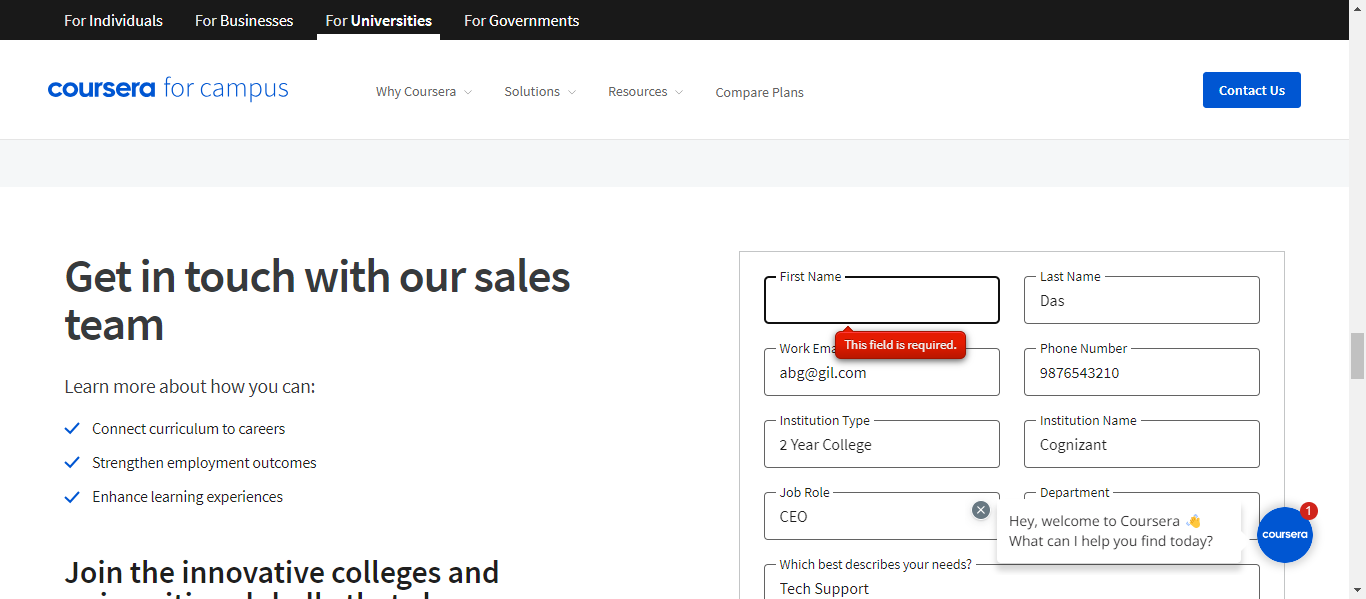 For Individuals
For Businesses
For Universities
For Governments
coursera for campus
Why Coursera
Solutions
Resources
Compare Plans
Contact Us
Get in touch with our sales
team
Learn more about how you can:
Connect curriculum to careers
Strengthen employment outcomes
Enhance learning experiences
Join the innovative colleges and
First Name
Last Name
Das
This field is required.
Work Ema
abg@gil.com
Phone Number
9876543210
Institution Type
2 Year College
Institution Name
Cognizant
Job Role
CEO
Department
Hey, welcome to Coursera 👋
What can I help you find today?
1
coursera
Which best describes your needs?
Tech Support